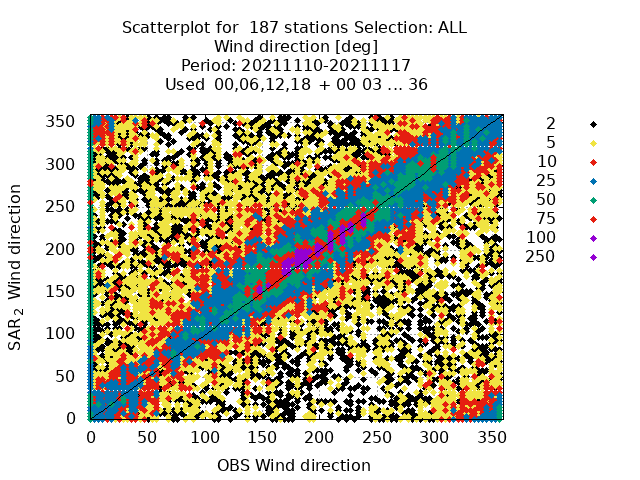 Scatterplot for  187 stations Selection: ALL
Wind direction [deg]
Period: 20211110-20211117
Used  00,06,12,18 + 00 03 ... 36
350
300
250
200
150
100
50
0
SAR2 Wind direction
0 50 100 150 200 250 300 350
OBS Wind direction
2
5
10
25
50
75
100
250